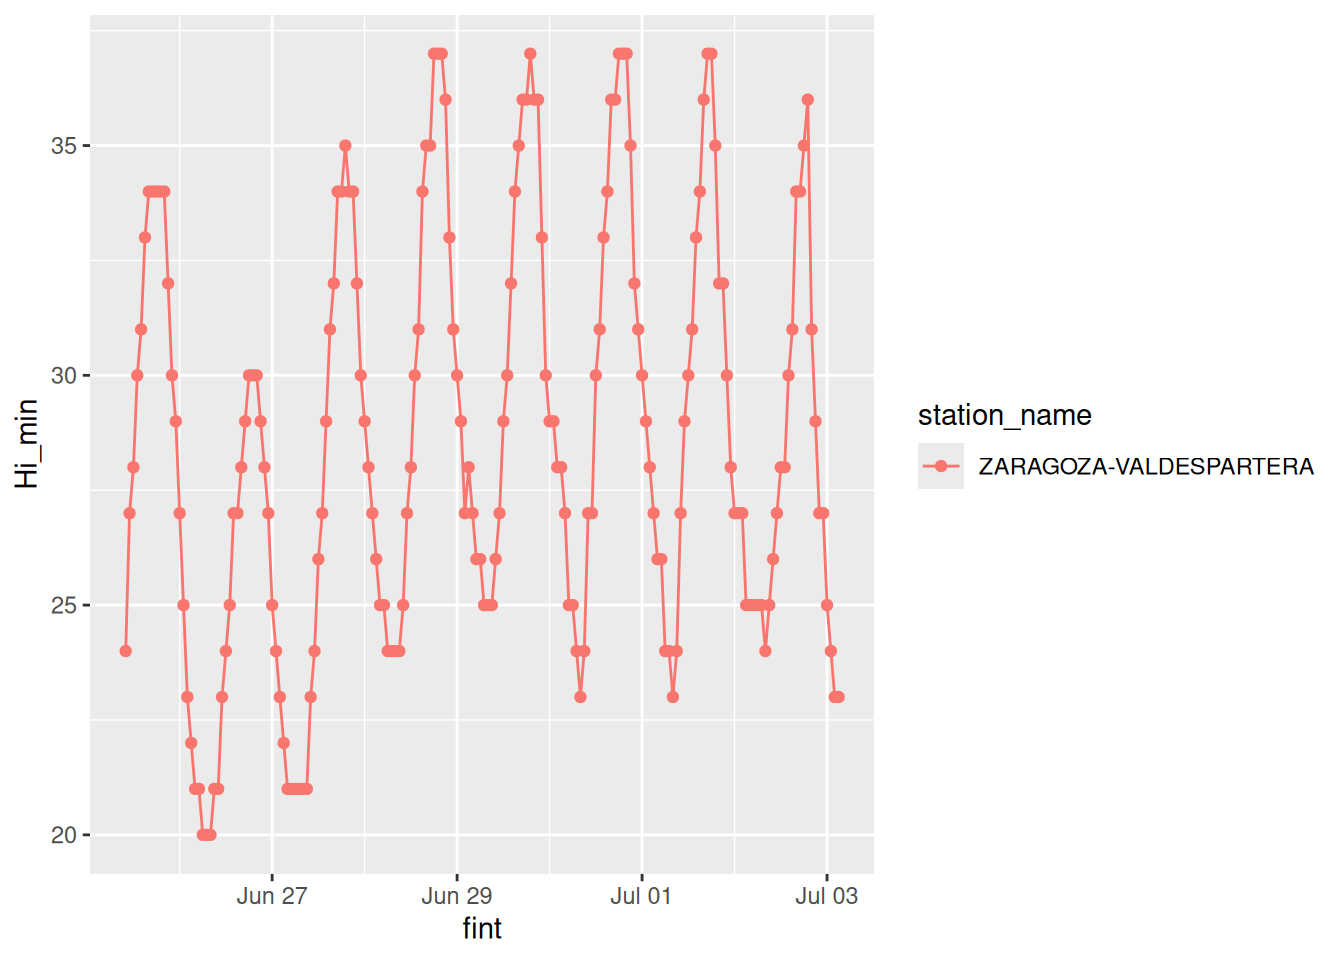 35
30
25
20
Hi_min
Jun 27
Jun 29
Jul 01
Jul 03
fint
station_name
ZARAGOZA-VALDESPARTERA